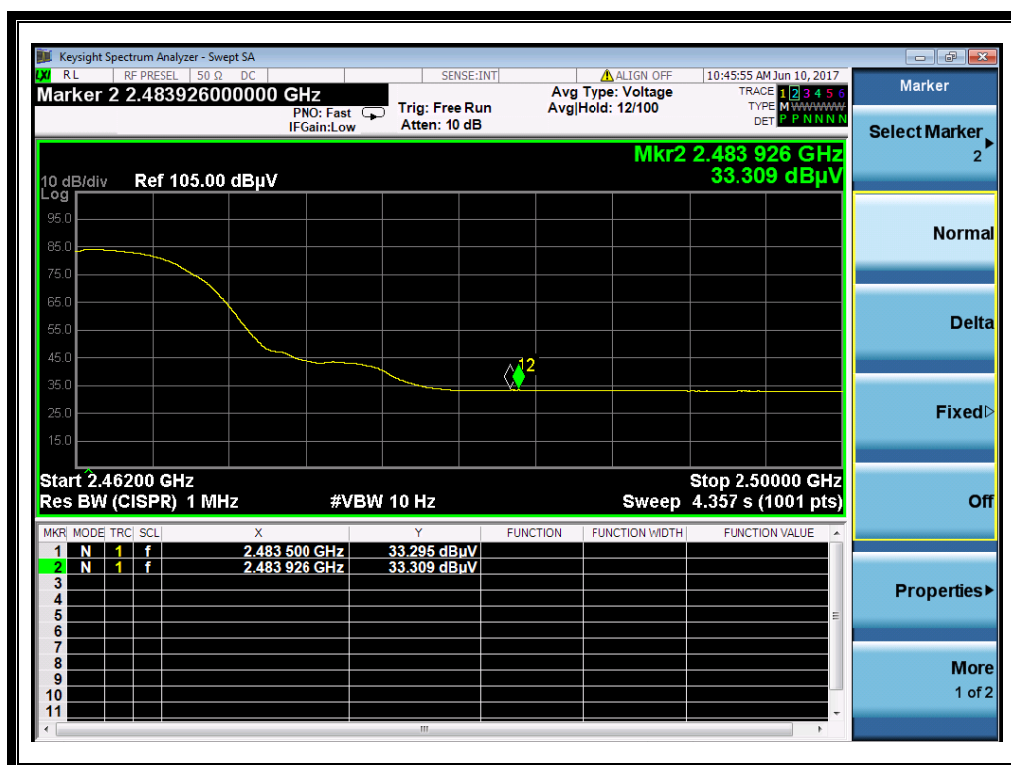 Keysight Spectrum Analyzer - Swept SA
LXI RL RF PRESEL 50 Ω DC SENSE:INT ALIGN OFF 10:45:55 AM Jun 10, 2017
Marker 2 2.483926000000 GHz
PNO: Fast
IFGain:Low
Trig: Free Run
Atten: 10 dB
Avg Type: Voltage
Avg|Hold: 12/100
TRACE 1 2 3 4 5 6
TYPE M WWWWW
DET P P N N N N
Mkr2 2.483 926 GHz
33.309 dBµV
10 dB/div Ref 105.00 dBµV
Log
95.0
85.0
75.0
65.0
55.0
45.0
35.0
25.0
15.0
12
Start 2.46200 GHz
Stop 2.50000 GHz
Res BW (CISPR) 1 MHz #VBW 10 Hz Sweep 4.357 s (1001 pts)
MKR MODE TRC SCL X Y FUNCTION FUNCTION WIDTH FUNCTION VALUE
1 N 1 f 2.483 500 GHz 33.295 dBµV
2 N 1 f 2.483 926 GHz 33.309 dBµV
3
4
5
6
7
8
9
10
11
Marker
Select Marker
2
Normal
Delta
Fixed
Off
Properties
More
1 of 2